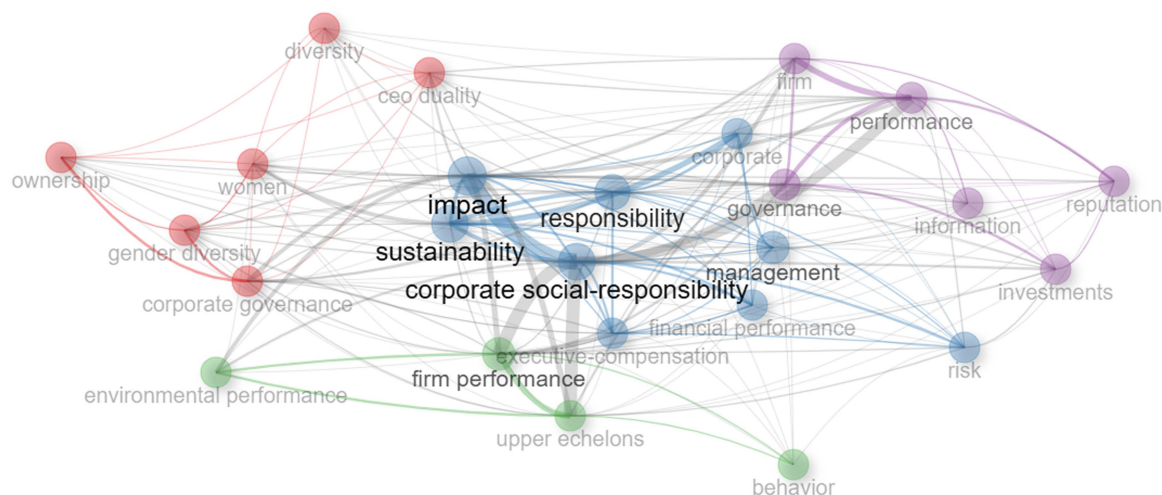 diversity
firm
ceo duality
performance
corporate
ownership
women
impact
responsibility
governance
reputation
information
gender diversity
sustainability
management
corporate governance
corporate social-responsibility
investments
financial performance
executive-compensation
risk
firm performance
environmental performance
upper echelons
behavior